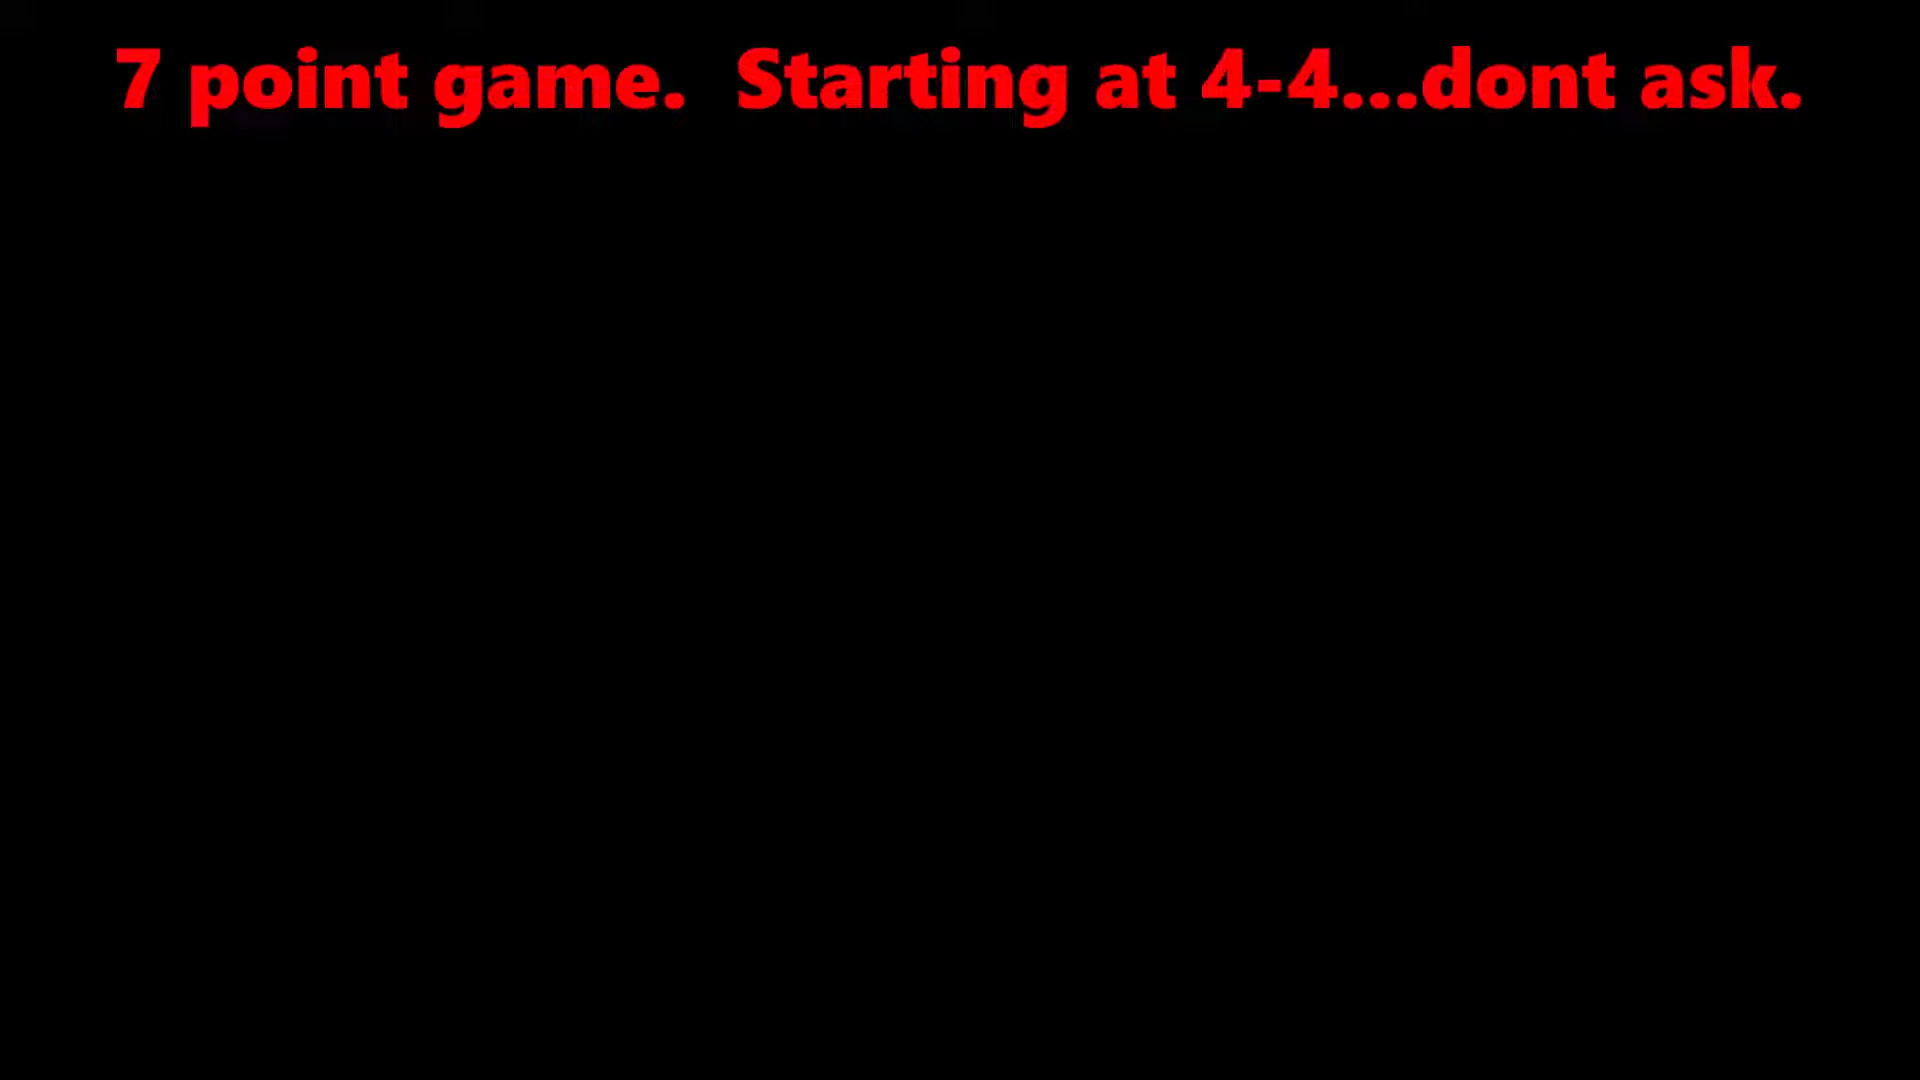 7 point game.  Starting at 4-4...dont ask.